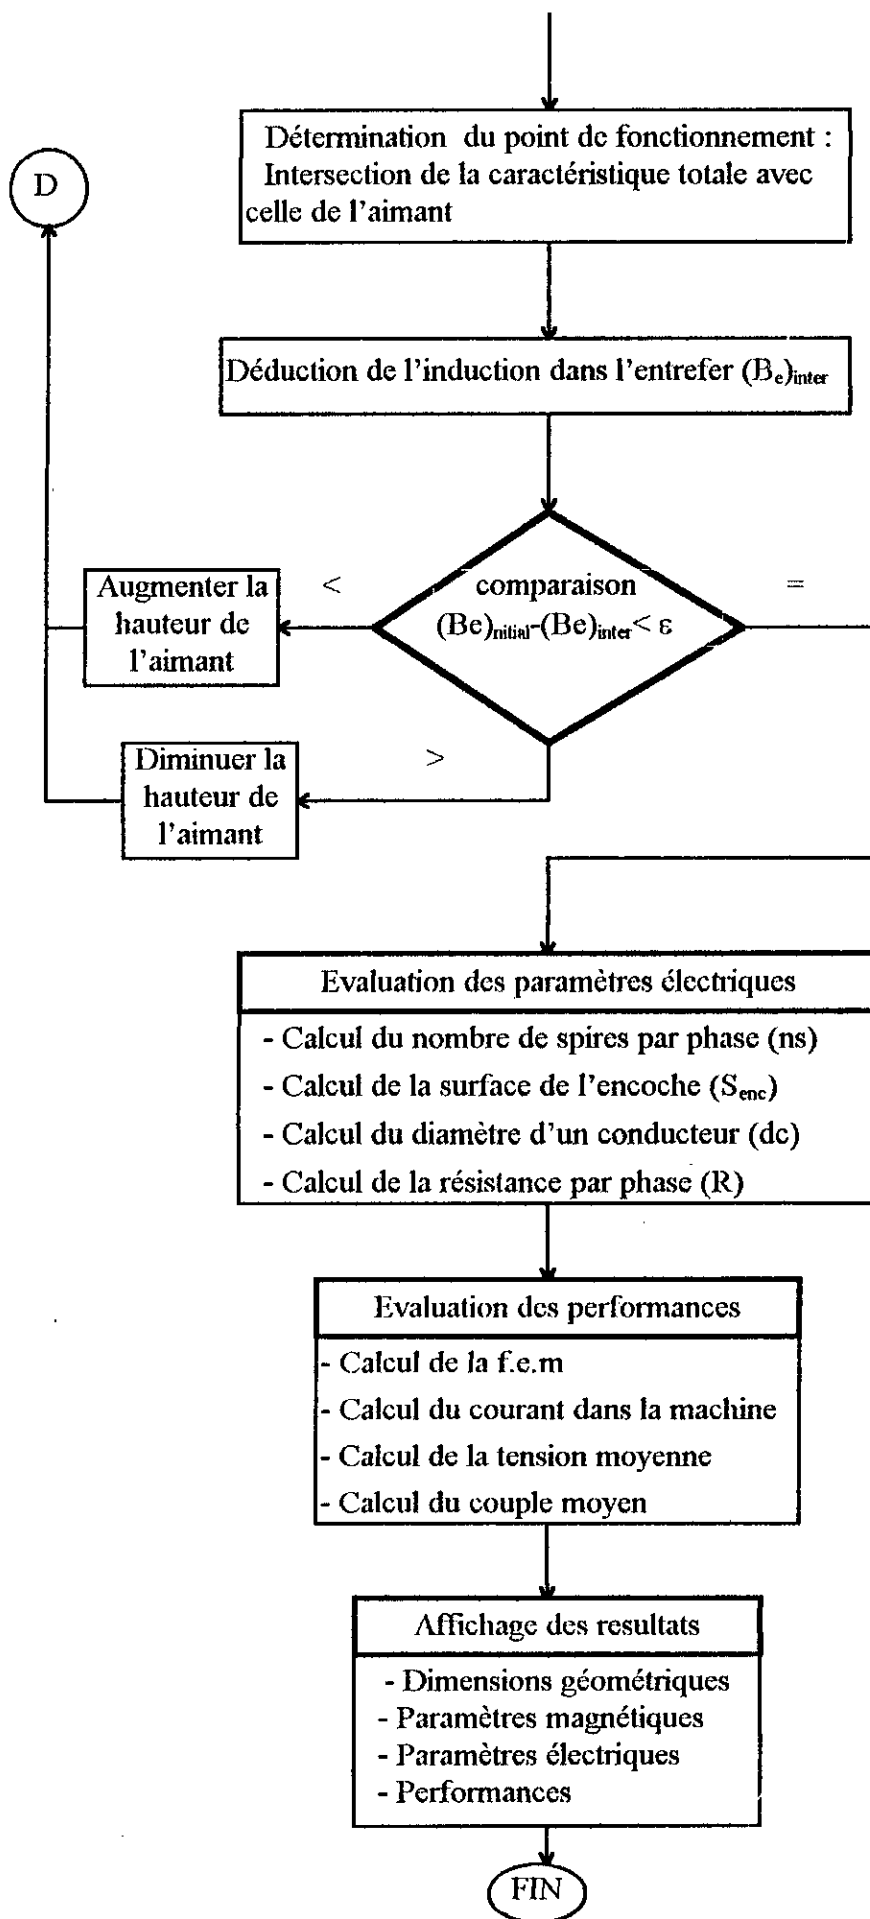 Détermination du point de fonctionnement :
Intersection de la caractéristique totale avec
celle de l'aimant
D
Déduction de l'induction dans l'entrefer (Be)inter
Augmenter la
hauteur de
l'aimant
<
comparaison
(Be)nitial-(Be)inter< ε
=
Diminuer la
hauteur de
l'aimant
>
Evaluation des paramètres électriques
- Calcul du nombre de spires par phase (ns)
- Calcul de la surface de l'encoche (Senc)
- Calcul du diamètre d'un conducteur (dc)
- Calcul de la résistance par phase (R)
Evaluation des performances
- Calcul de la f.e.m
- Calcul du courant dans la machine
- Calcul de la tension moyenne
- Calcul du couple moyen
Affichage des resultats
- Dimensions géométriques
- Paramètres magnétiques
- Paramètres électriques
- Performances
FIN